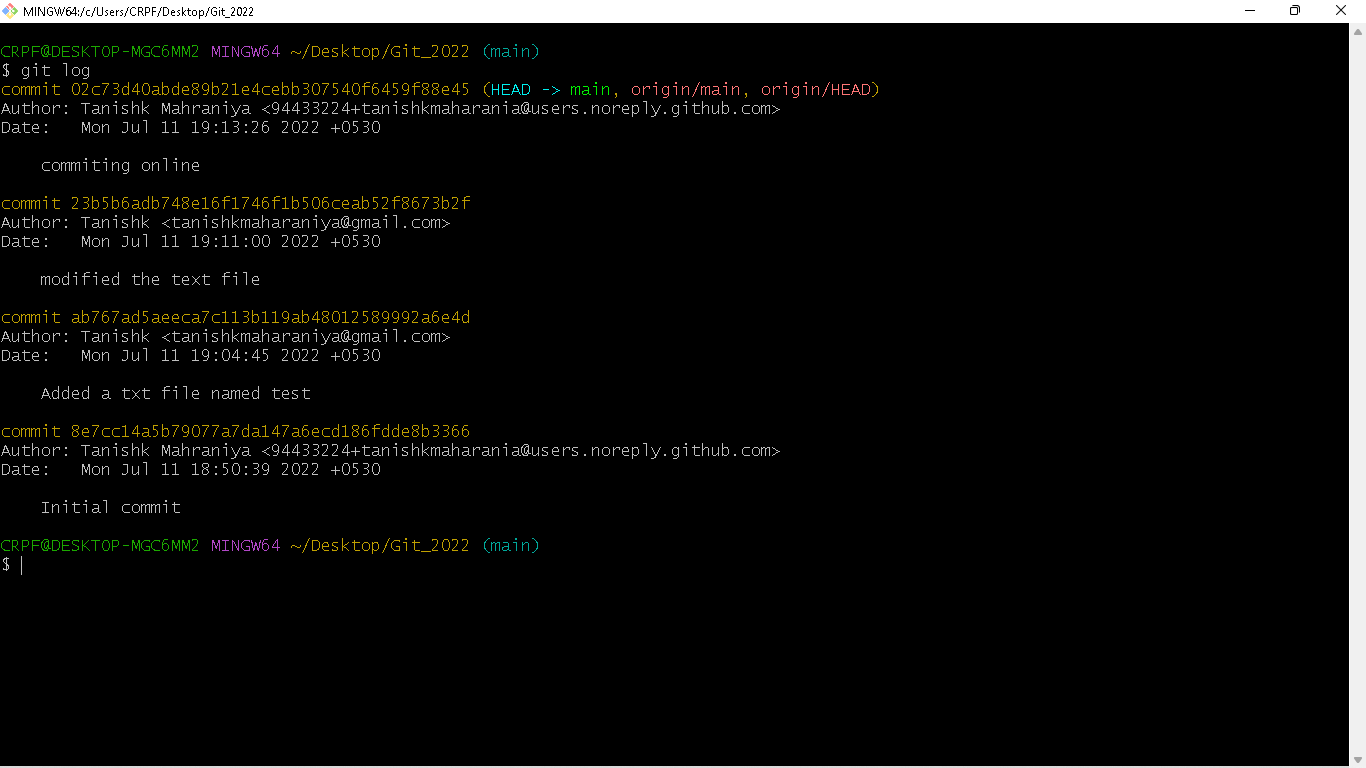 MINGW64:/c/Users/CRPF/Desktop/Git_2022
CRPF@DESKTOP-MGC6MM2 MINGW64 ~/Desktop/Git_2022 (main)
$ git log
commit 02c73d40abde89b21e4cebb307540f6459f88e45 (HEAD -> main, origin/main, origin/HEAD)
Author: Tanishk Mahraniya <94433224+tanishkmaharania@users.noreply.github.com>
Date:   Mon Jul 11 19:13:26 2022 +0530
    commiting online
commit 23b5b6adb748e16f1746f1b506ceab52f8673b2f
Author: Tanishk <tanishkmaharaniya@gmail.com>
Date:   Mon Jul 11 19:11:00 2022 +0530
    modified the text file
commit ab767ad5aeeca7c113b119ab48012589992a6e4d
Author: Tanishk <tanishkmaharaniya@gmail.com>
Date:   Mon Jul 11 19:04:45 2022 +0530
    Added a txt file named test
commit 8e7cc14a5b79077a7da147a6ecd186fdde8b3366
Author: Tanishk Mahraniya <94433224+tanishkmaharania@users.noreply.github.com>
Date:   Mon Jul 11 18:50:39 2022 +0530
    Initial commit
CRPF@DESKTOP-MGC6MM2 MINGW64 ~/Desktop/Git_2022 (main)
$